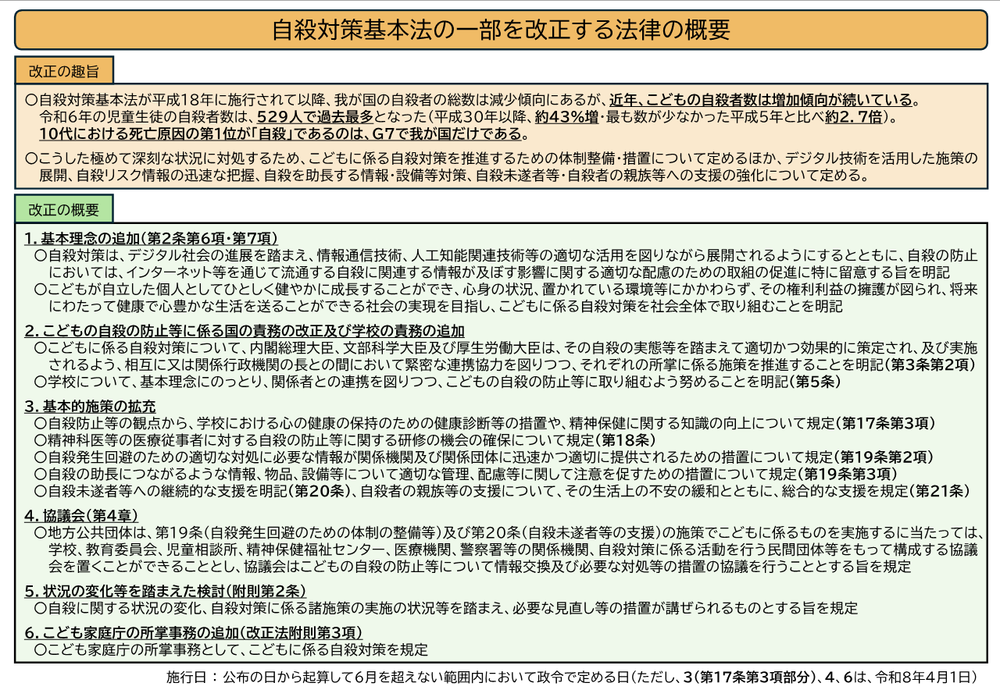 自殺対策基本法の一部を改正する法律の概要
改正の趣旨
○自殺対策基本法が平成18年に施行されて以降、我が国の自殺者の総数は減少傾向にあるが、近年、こどもの自殺者数は増加傾向が続いている。
令和6年の児童生徒の自殺者数は、529人で過去最多となった(平成30年以降、約43%増・最も数が少なかった平成5年と比べ約2.7倍)。
10代における死亡原因の第1位が「自殺」であるのは、G7で我が国だけである。
○こうした極めて深刻な状況に対処するため、こどもに係る自殺対策を推進するための体制整備・措置について定めるほか、デジタル技術を活用した施策の
展開、自殺リスク情報の迅速な把握、自殺を助長する情報・設備等対策、自殺未遂者等・自殺者の親族等への支援の強化について定める。
改正の概要
1.基本理念の追加(第2条第6項・第7項)
○自殺対策は、デジタル社会の進展を踏まえ、情報通信技術、人工知能関連技術等の適切な活用を図りながら展開されるようにするとともに、自殺の防止
においては、インターネット等を通じて流通する自殺に関連する情報が及ぼす影響に関する適切な配慮のための取組の促進に特に留意する旨を明記
○こどもが自立した個人としてひとしく健やかに成長することができ、心身の状況、置かれている環境等にかかわらず、その権利利益の擁護が図られ、将来
にわたって健康で心豊かな生活を送ることができる社会の実現を目指し、こどもに係る自殺対策を社会全体で取り組むことを明記
2.こどもの自殺の防止等に係る国の責務の改正及び学校の責務の追加
○こどもに係る自殺対策について、内閣総理大臣、文部科学大臣及び厚生労働大臣は、その自殺の実態等を踏まえて適切かつ効果的に策定され、及び実施
されるよう、相互に又は関係行政機関の長との間において緊密な連携協力を図りつつ、それぞれの所掌に係る施策を推進することを明記(第3条第2項)
○学校について、基本理念にのっとり、関係者との連携を図りつつ、こどもの自殺の防止等に取り組むよう努めることを明記(第5条)
3.基本的施策の拡充
○自殺防止等の観点から、学校における心の健康の保持のための健康診断等の措置や、精神保健に関する知識の向上について規定(第17条第3項)
○精神科医等の医療従事者に対する自殺の防止等に関する研修の機会の確保について規定(第18条)
○自殺発生回避のための適切な対処に必要な情報が関係機関及び関係団体に迅速かつ適切に提供されるための措置について規定(第19条第2項)
○自殺の助長につながるような情報、物品、設備等について適切な管理、配慮等に関して注意を促すための措置について規定(第19条第3項)
○自殺未遂者等への継続的な支援を明記(第20条)、自殺者の親族等の支援について、その生活上の不安の緩和とともに、総合的な支援を規定(第21条)
4.協議会(第4章)
○地方公共団体は、第19条(自殺発生回避のための体制の整備等)及び第20条(自殺未遂者等の支援)の施策でこどもに係るものを実施するに当たっては、
学校、教育委員会、児童相談所、精神保健福祉センター、医療機関、警察署等の関係機関、自殺対策に係る活動を行う民間団体等をもって構成する協議
会を置くことができることとし、協議会はこどもの自殺の防止等について情報交換及び必要な対処等の措置の協議を行うこととする旨を規定
5.状況の変化等を踏まえた検討(附則第2条)
○自殺に関する状況の変化、自殺対策に係る諸施策の実施の状況等を踏まえ、必要な見直し等の措置が講ぜられるものとする旨を規定
6.こども家庭庁の所掌事務の追加(改正法附則第3項)
○こども家庭庁の所掌事務として、こどもに係る自殺対策を規定
施行日:公布の日から起算して6月を超えない範囲内において政令で定める日(ただし、3(第17条第3項部分)、4、6は、令和8年4月1日)